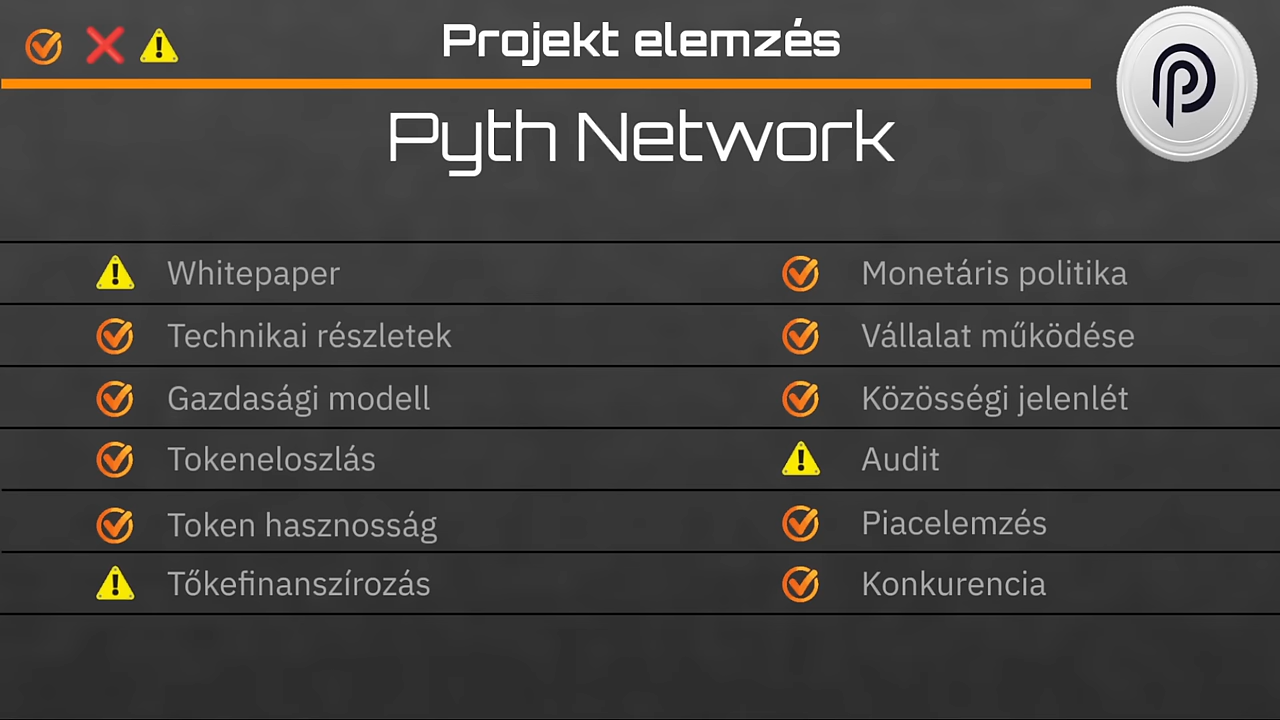 Projekt elemzés
Pyth Network
Whitepaper
Technikai részletek
Gazdasági modell
Tokeneloszlás
Token hasznosság
Tőkefinanszírozás
Monetáris politika
Vállalat működése
Közösségi jelenlét
Audit
Piacelemzés
Konkurencia